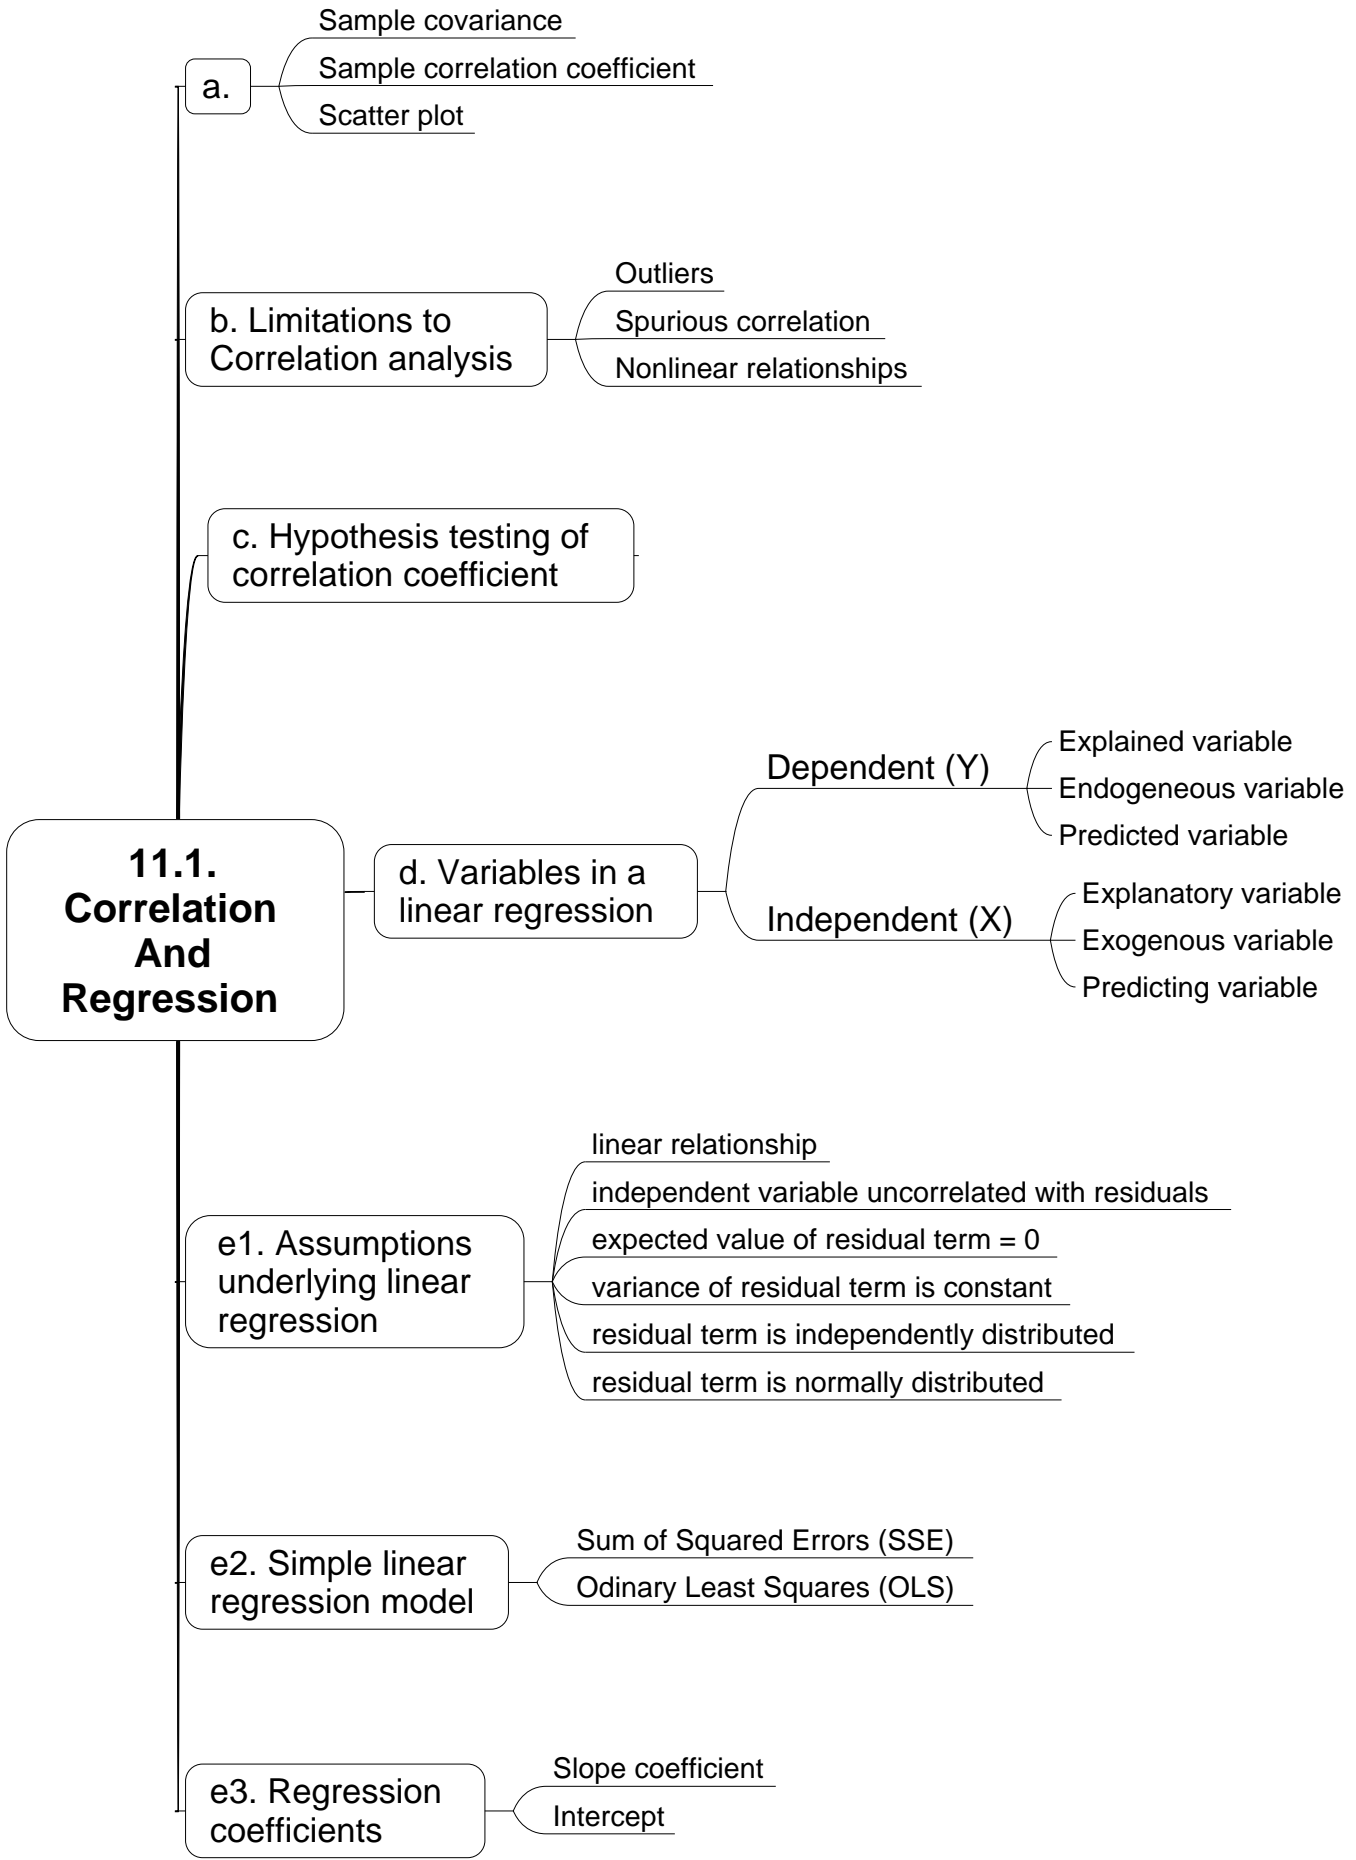 Sample covariance
Sample correlation coefficient
Scatter plot
a.
Outliers
Spurious correlation
Nonlinear relationships
b. Limitations to
Correlation analysis
c. Hypothesis testing of
correlation coefficient
11.1.
Correlation
And
Regression
d. Variables in a
linear regression
Dependent (Y)
Explained variable
Endogeneous variable
Predicted variable
Independent (X)
Explanatory variable
Exogenous variable
Predicting variable
e1. Assumptions
underlying linear
regression
linear relationship
independent variable uncorrelated with residuals
expected value of residual term = 0
variance of residual term is constant
residual term is independently distributed
residual term is normally distributed
e2. Simple linear
regression model
Sum of Squared Errors (SSE)
Odinary Least Squares (OLS)
e3. Regression
coefficients
Slope coefficient
Intercept